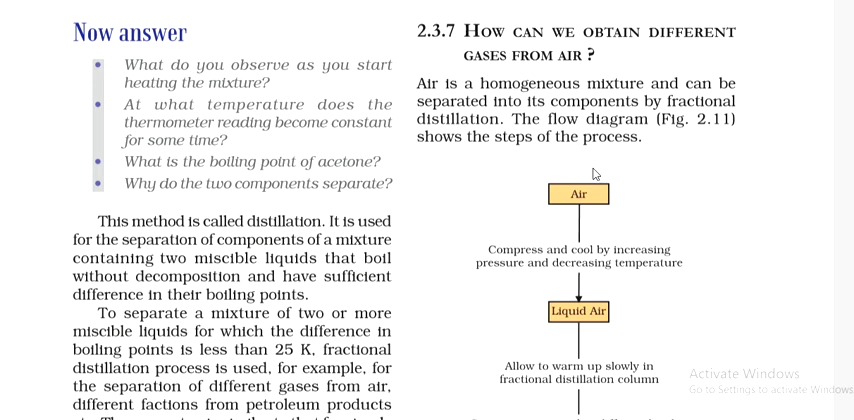 Now answer
• What do you observe as you start
heating the mixture?
• At what temperature does the
thermometer reading become constant
for some time?
• What is the boiling point of acetone?
• Why do the two components separate?
This method is called distillation. It is used
for the separation of components of a mixture
containing two miscible liquids that boil
without decomposition and have sufficient
difference in their boiling points.
To separate a mixture of two or more
miscible liquids for which the difference in
boiling points is less than 25 K, fractional
distillation process is used, for example, for
the separation of different gases from air,
different factions from petroleum products
2.3.7 HOW CAN WE OBTAIN DIFFERENT
GASES FROM AIR ?
Air is a homogeneous mixture and can be
separated into its components by fractional
distillation. The flow diagram (Fig. 2.11)
shows the steps of the process.
Air
Compress and cool by increasing
pressure and decreasing temperature
Liquid Air
Allow to warm up slowly in
fractional distillation column
Activate Windows
Go to Settings to activate Windows